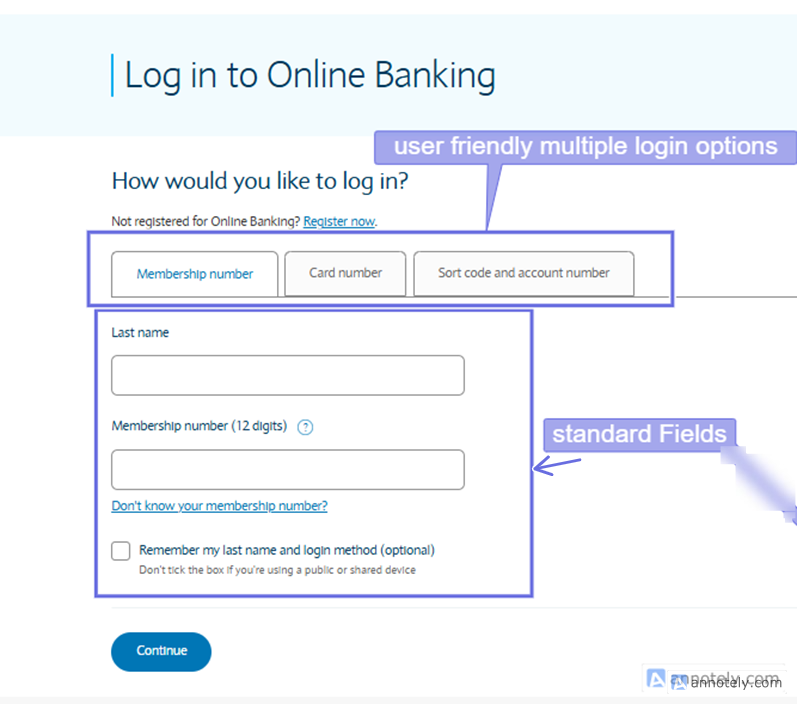 Log in to Online Banking
user friendly multiple login options
How would you like to log in?
Not registered for Online Banking? Register now.
Membership number
Card number
Sort code and account number
Last name
Membership number (12 digits) ?
standard Fields
Don't know your membership number?
Remember my last name and login method (optional)
Don't tick the box if you're using a public or shared device
Continue
annotely.com
annotely.com